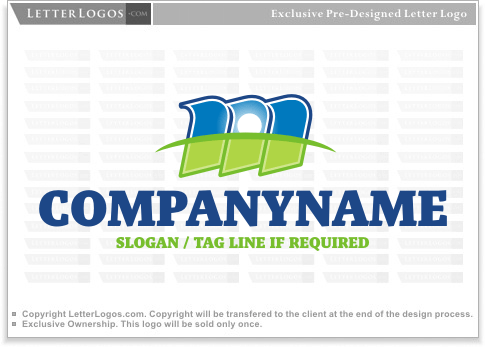 LETTERLOGOS.COM
Exclusive Pre-Designed Letter Logo
m
COMPANYNAME
SLOGAN / TAG LINE IF REQUIRED
Copyright LetterLogos.com. Copyright will be transfered to the client at the end of the design process.
Exclusive Ownership. This logo will be sold only once.